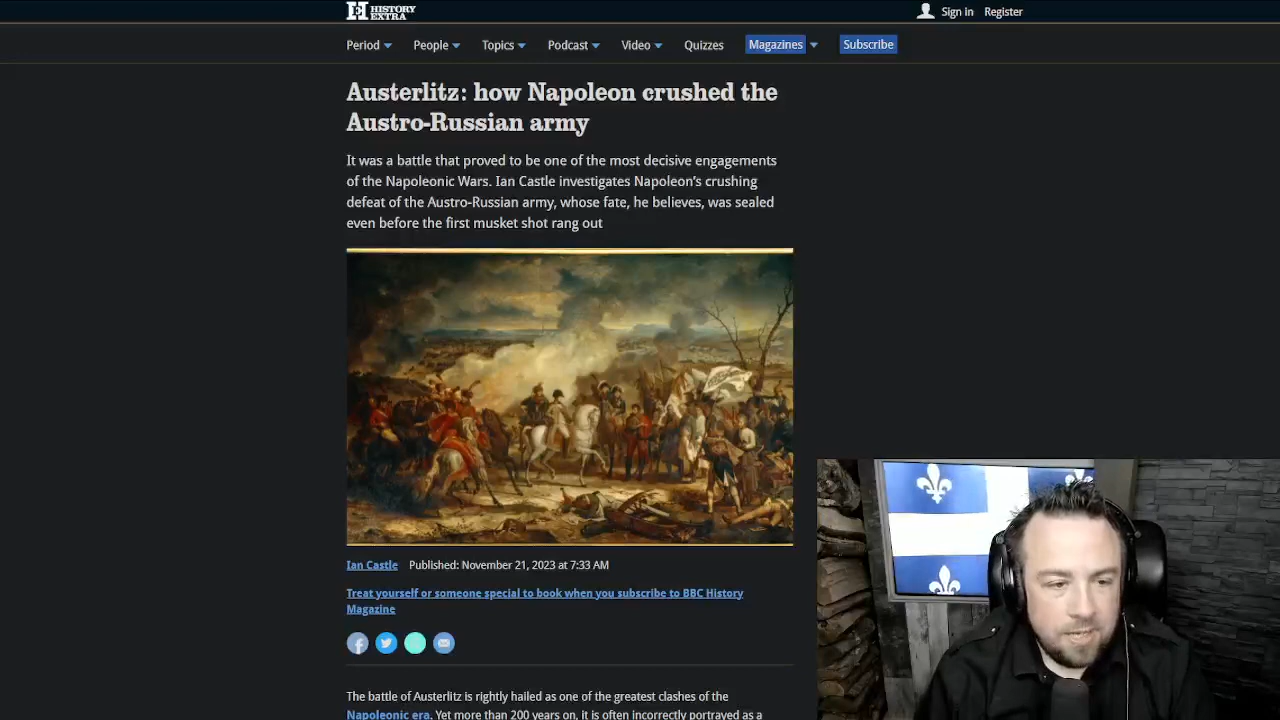 HISTORY
EXTRA
Sign in Register
Period People Topics Podcast Video Quizzes Magazines Subscribe
Austerlitz: how Napoleon crushed the
Austro-Russian army
It was a battle that proved to be one of the most decisive engagements
of the Napoleonic Wars. Ian Castle investigates Napoleon's crushing
defeat of the Austro-Russian army, whose fate, he believes, was sealed
even before the first musket shot rang out
Ian Castle Published: November 21, 2023 at 7:33 AM
Treat yourself or someone special to book when you subscribe to BBC History
Magazine
The battle of Austerlitz is rightly hailed as one of the greatest clashes of the
Napoleonic era. Yet more than 200 years on, it is often incorrectly portrayed as a